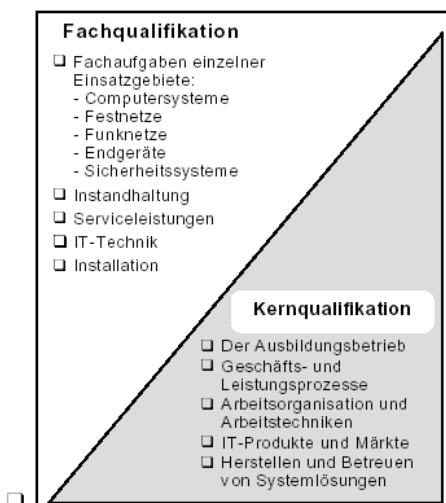 Fachqualifikation
❑ Fachaufgaben einzelner
Einsatzgebiete:
- Computersysteme
- Festnetze
- Funknetze
- Endgeräte
- Sicherheitssysteme
❑ Instandhaltung
❑ Serviceleistungen
❑ IT-Technik
❑ Installation
Kernqualifikation
❑ Der Ausbildungsbetrieb
❑ Geschäfts- und
Leistungsprozesse
❑ Arbeitsorganisation und
Arbeitstechniken
❑ IT-Produkte und Märkte
❑ Herstellen und Betreuen
von Systemlösungen
❑